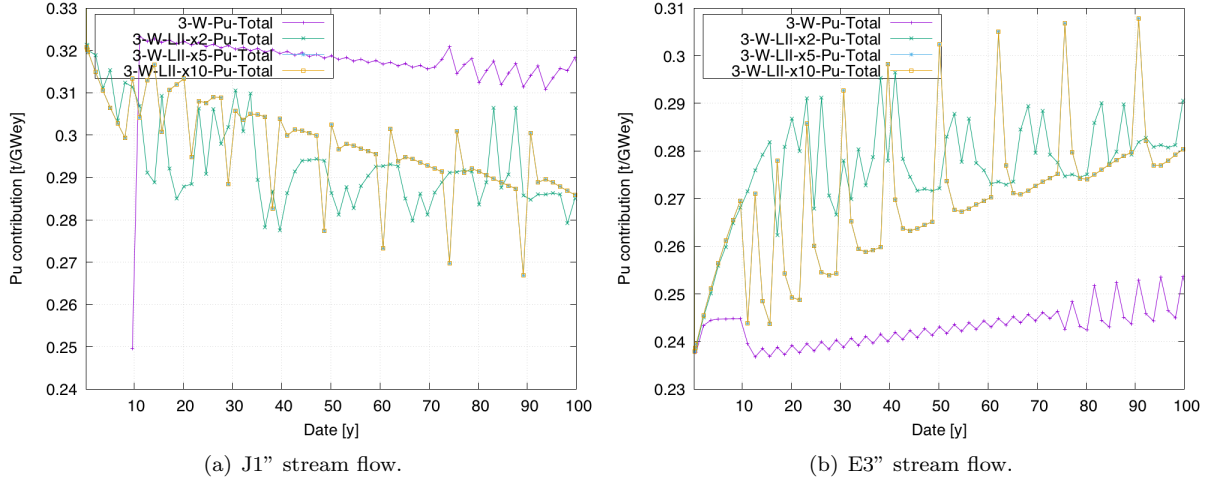 0.33
0.32
0.31
0.3
0.29
0.28
0.27
0.26
0.25
0.24
Pu contribution [t/GWey]
3-W-Pu-Total
3-W-LII-x2-Pu-Total
3-W-LII-x5-Pu-Total
3-W-LII-x10-Pu-Total
10 20 30 40 50 60 70 80 90 100
Date [y]
(a) J1” stream flow.
0.31
0.3
0.29
0.28
0.27
0.26
0.25
0.24
0.23
Pu contribution [t/GWey]
3-W-Pu-Total
3-W-LII-x2-Pu-Total
3-W-LII-x5-Pu-Total
3-W-LII-x10-Pu-Total
10 20 30 40 50 60 70 80 90 100
Date [y]
(b) E3” stream flow.